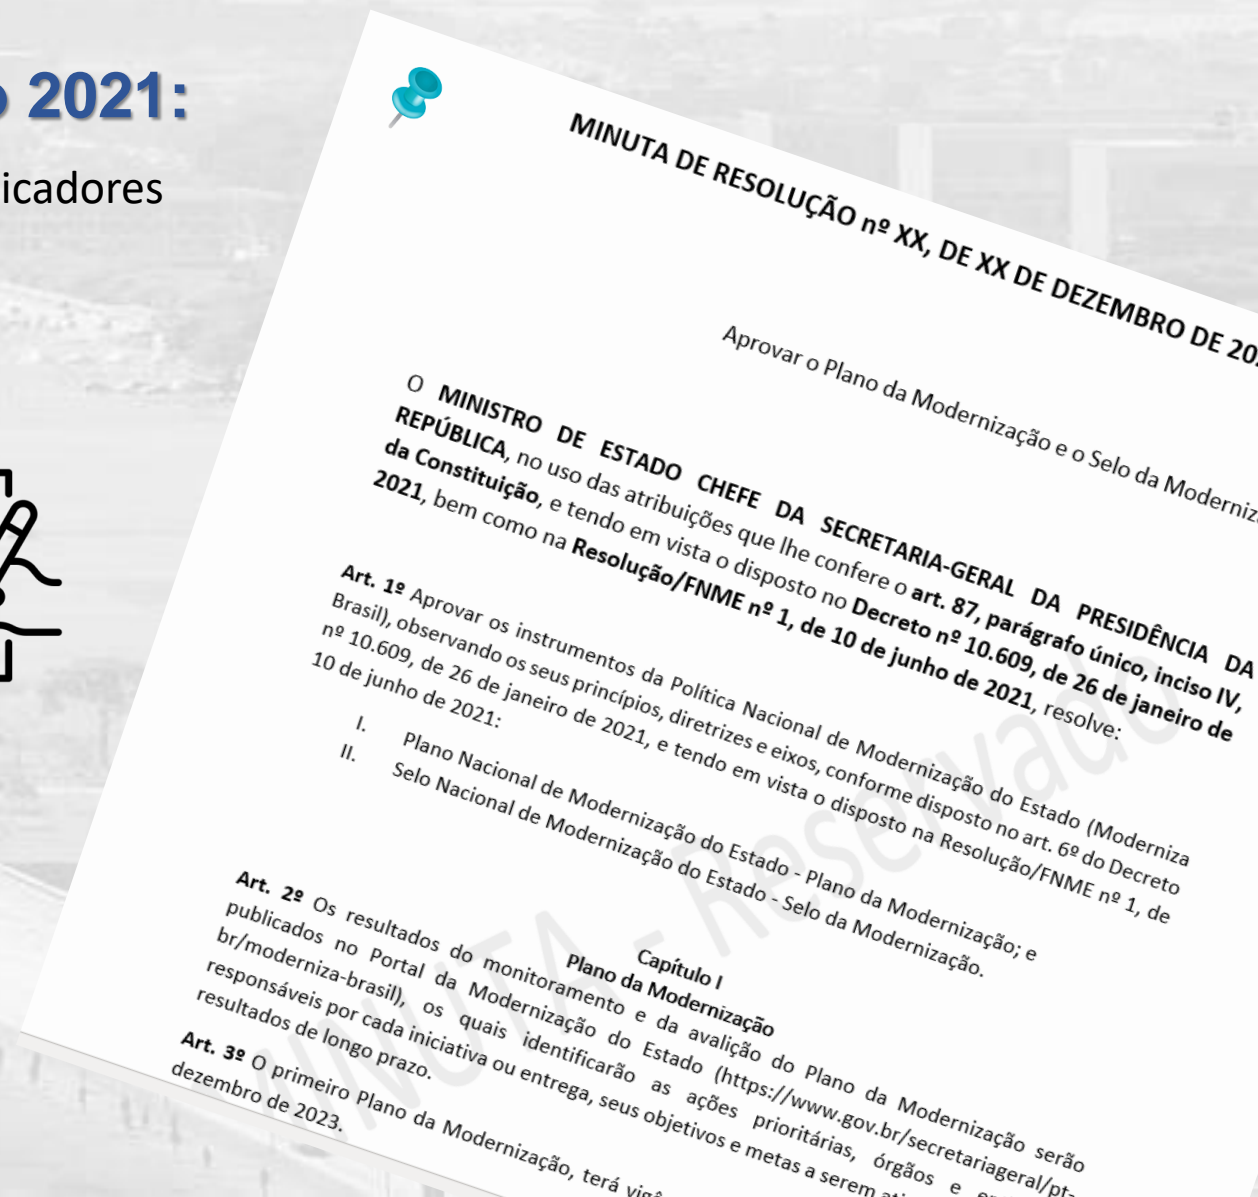 2021:
icadores
MINUTA DE RESOLUÇÃO nº XX, DE XX DE DEZEMBRO DE 20
Aprovar o Plano da Modernização e o Selo da Moderniz
O MINISTRO DE ESTADO CHEFE DA SECRETARIA-GERAL DA PRESIDÊNCIA DA
REPÚBLICA, no uso das atribuições que lhe confere o art. 87, parágrafo único, inciso IV,
da Constituição, e tendo em vista o disposto no Decreto nº 10.609, de 26 de janeiro de
2021, bem como na Resolução/FNME nº 1, de 10 de junho de 2021, resolve:
Art. 1º Aprovar os instrumentos da Política Nacional de Modernização do Estado (Moderniza
Brasil), observando os seus princípios, diretrizes e eixos, conforme disposto no art. 6º do Decreto
nº 10.609, de 26 de janeiro de 2021, e tendo em vista o disposto na Resolução/FNME nº 1, de
10 de junho de 2021:
I. Plano Nacional de Modernização do Estado - Plano da Modernização; e
II. Selo Nacional de Modernização do Estado - Selo da Modernização.
Capítulo I
Plano da Modernização
Art. 2º Os resultados do monitoramento e da avalição do Plano da Modernização serão
publicados no Portal da Modernização do Estado (https://www.gov.br/secretariageral/pt-
br/moderniza-brasil), os quais identificarão as ações prioritárias, órgãos e
responsáveis por cada iniciativa ou entrega, seus objetivos e metas a serem
resultados de longo prazo.
Art. 3º O primeiro Plano da Modernização, terá
dezembro de 2023.
MINUTA - Reservado